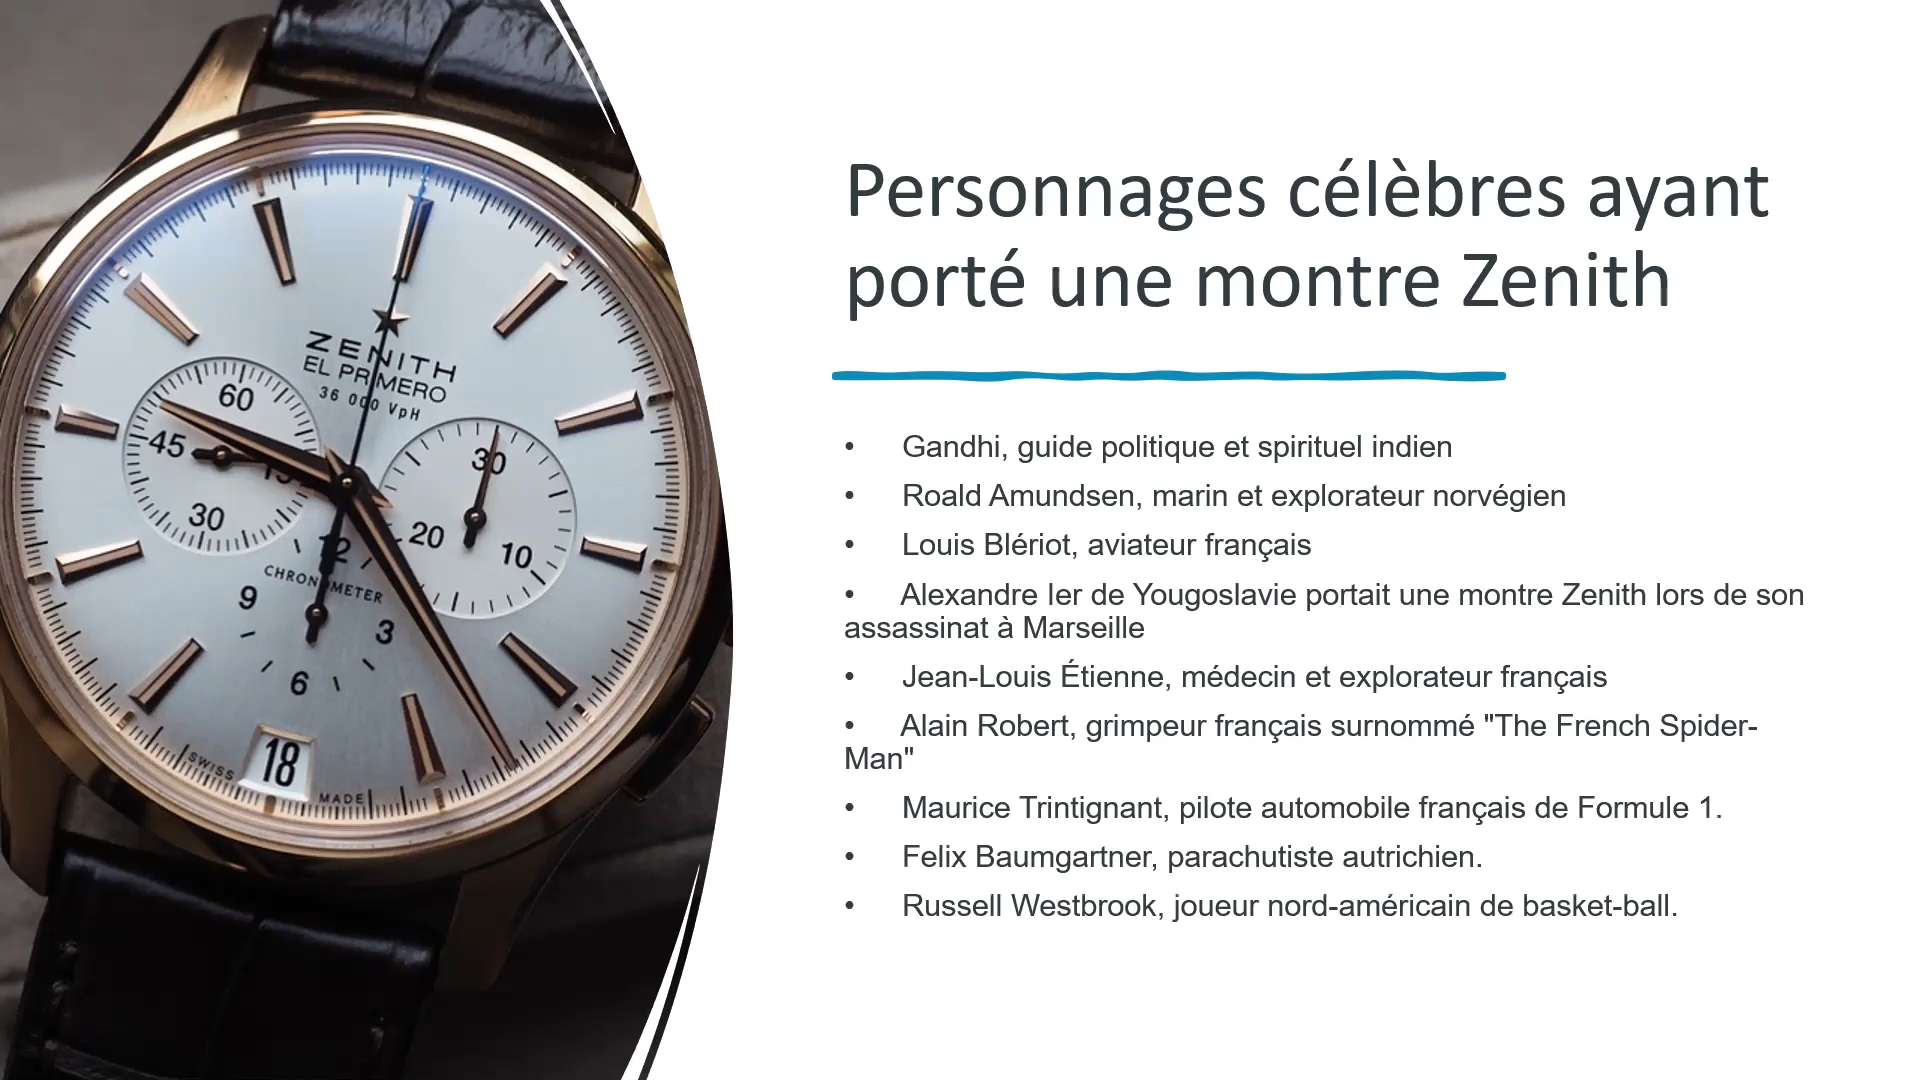 Personnages célèbres ayant
porté une montre Zenith
• Gandhi, guide politique et spirituel indien
• Roald Amundsen, marin et explorateur norvégien
• Louis Blériot, aviateur français
• Alexandre Ier de Yougoslavie portait une montre Zenith lors de son
assassinat à Marseille
• Jean-Louis Étienne, médecin et explorateur français
• Alain Robert, grimpeur français surnommé "The French Spider-
Man"
• Maurice Trintignant, pilote automobile français de Formule 1.
• Felix Baumgartner, parachutiste autrichien.
• Russell Westbrook, joueur nord-américain de basket-ball.
ZENITH
EL PRIMERO
36 000 VpH
60
45
15
30
30
20
10
12
CHRONOMETER
9
3
6
18
SWISS
MADE